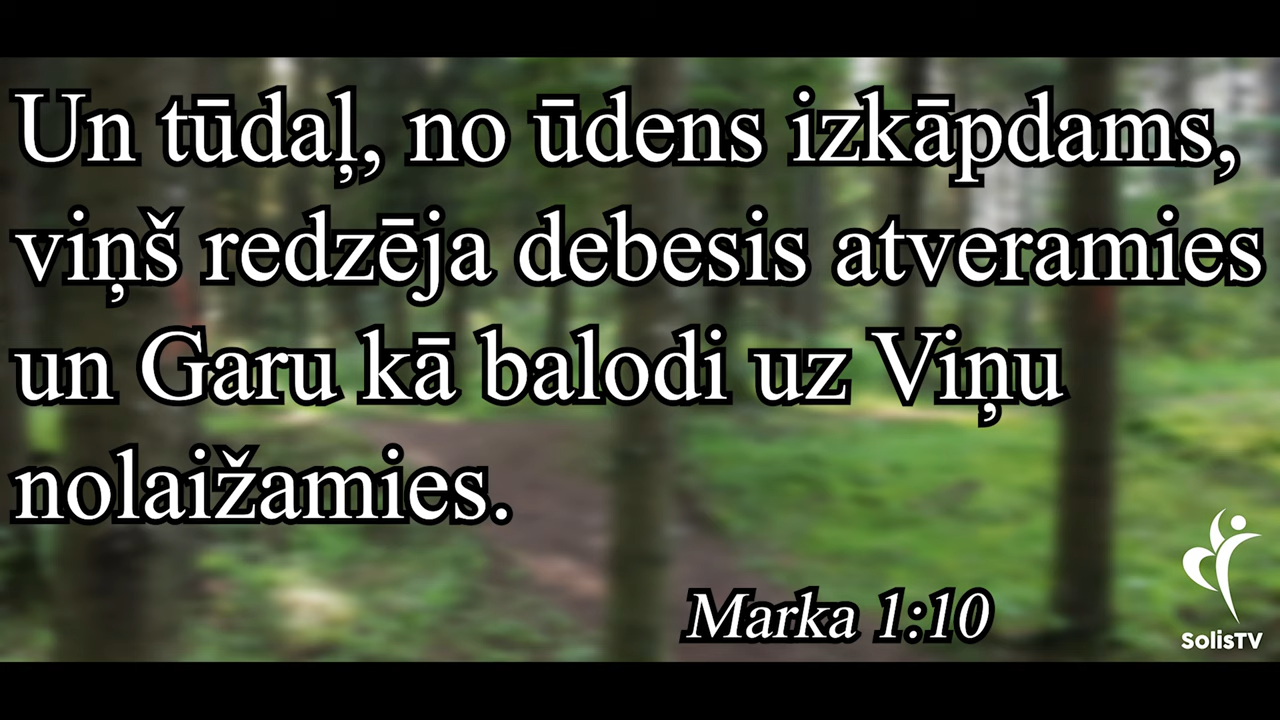 Un tūdaļ, no ūdens izkāpdams,
viņš redzēja debesis atveramies
un Garu kā balodi uz Viņu
nolaižamies.
Marka 1:10
SolisTV